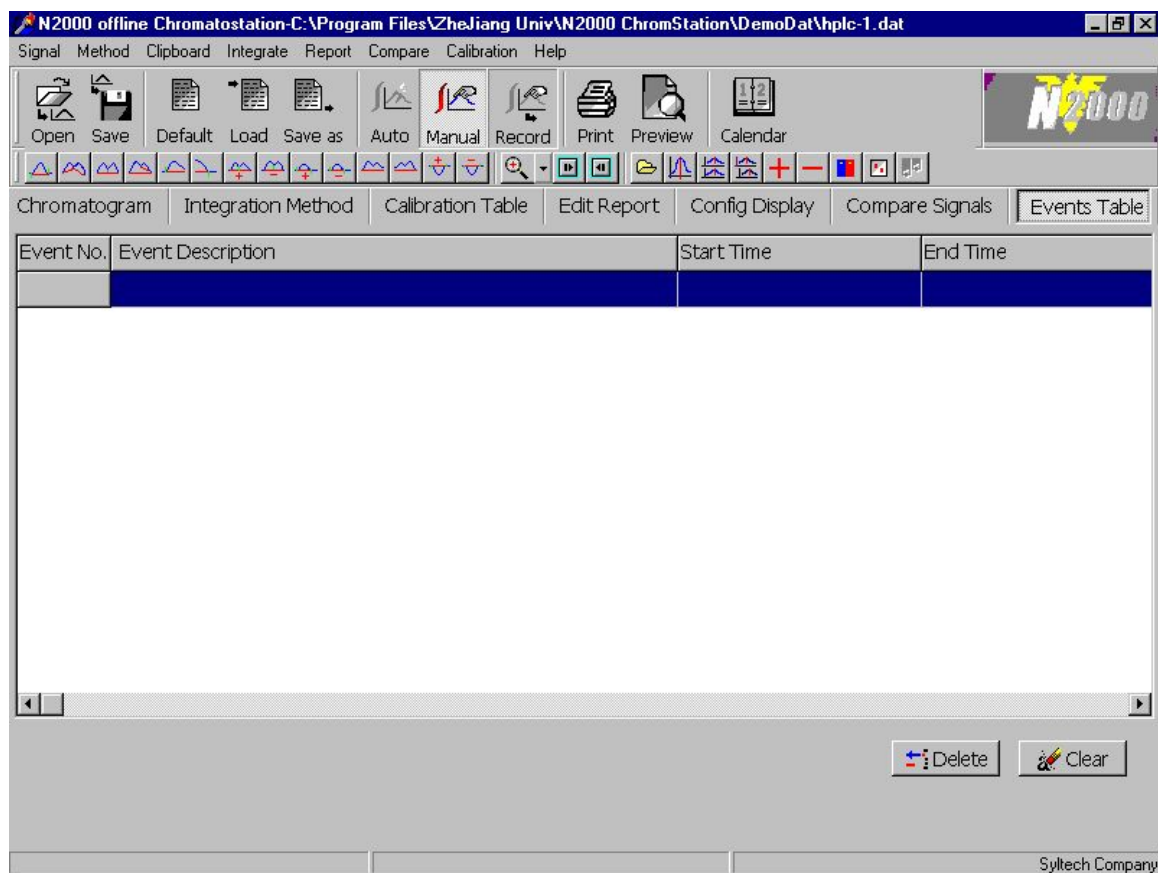 N2000 offline Chromatostation-C:\Program Files\ZheJiang Univ\N2000 ChromStation\DemoDat\hplc-1.dat
Signal Method Clipboard Integrate Report Compare Calibration Help
N2000
Open Save Default Load Save as Auto Manual Record Print Preview Calendar
Chromatogram Integration Method Calibration Table Edit Report Config Display Compare Signals Events Table
Event No. Event Description Start Time End Time
Delete Clear
Syltech Company